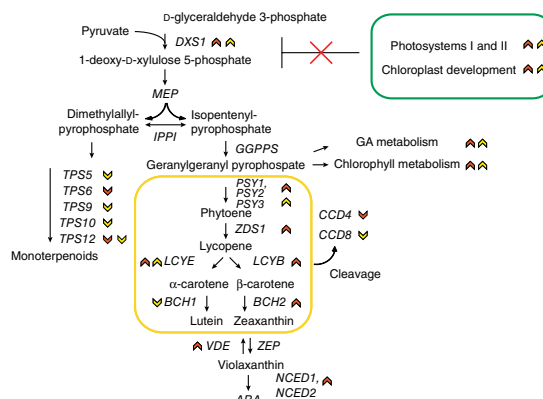 D-glyceraldehyde 3-phosphate
Pyruvate
DXS1
1-deoxy-D-xylulose 5-phosphate
Photosystems I and II
Chloroplast development
MEP
Dimethylallyl-
pyrophosphate
IPPI
Isopentenyl-
pyrophosphate
GGPPS
Geranylgeranyl pyrophospate
GA metabolism
Chlorophyll metabolism
TPS5
TPS6
TPS9
TPS10
TPS12
Monoterpenoids
PSY1,
PSY2
PSY3
Phytoene
ZDS1
Lycopene
LCYE
LCYB
α-carotene
β-carotene
BCH1
BCH2
Lutein
Zeaxanthin
CCD4
CCD8
Cleavage
VDE
ZEP
Violaxanthin
NCED1,
NCED2
ABA